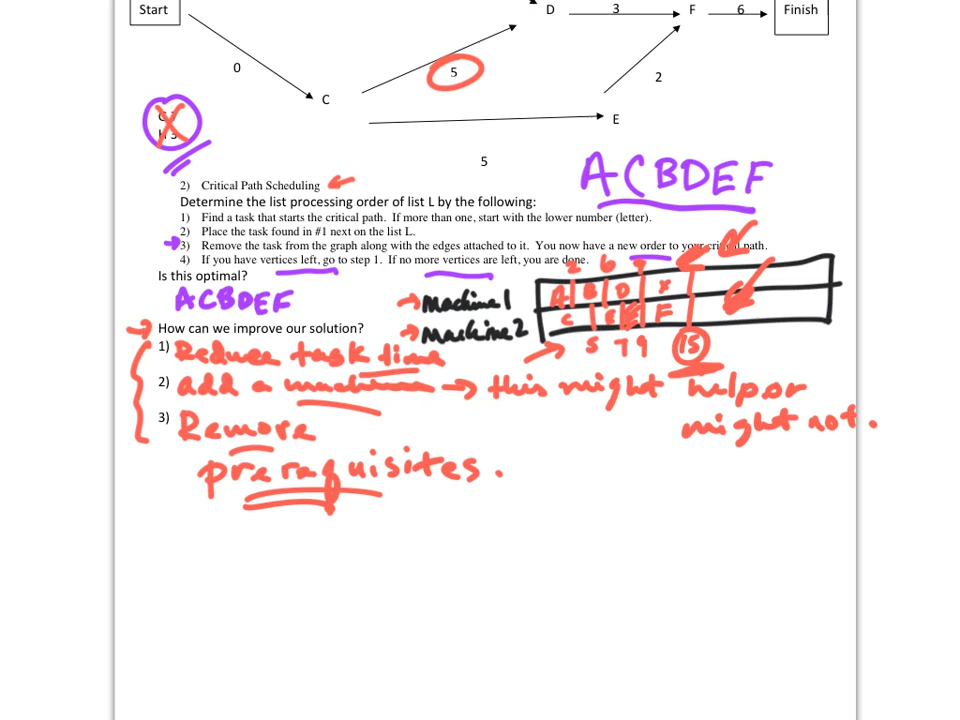 Start D 3 F 6 Finish
0 5 2
C
E
5
ACBDEF
2) Critical Path Scheduling
Determine the list processing order of list L by the following:
1) Find a task that starts the critical path. If more than one, start with the lower number (letter).
2) Place the task found in #1 next on the list L.
3) Remove the task from the graph along with the edges attached to it. You now have a new order to your critical path.
4) If you have vertices left, go to step 1. If no more vertices are left, you are done.
2 6
Is this optimal?
ACBDEF
Machine 1 A B D
Machine 2 C E F
How can we improve our solution?
5 7 9 15
1) Reduce task time
2) add a machine → this might help or
might not.
3) Remove
prerequisites.